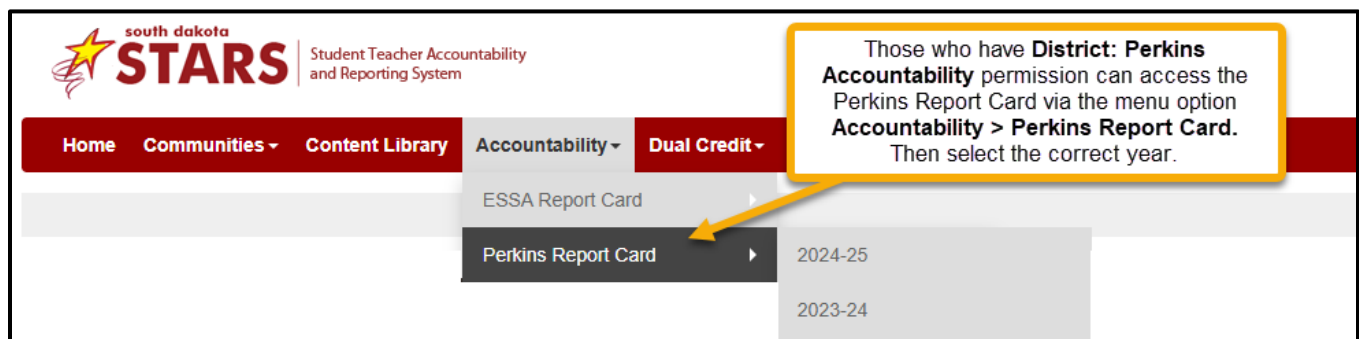 south dakota
STARS
Student Teacher Accountability
and Reporting System
Those who have District: Perkins
Accountability permission can access the
Perkins Report Card via the menu option
Accountability > Perkins Report Card.
Then select the correct year.
Home Communities Content Library Accountability Dual Credit
ESSA Report Card
Perkins Report Card
2024-25
2023-24